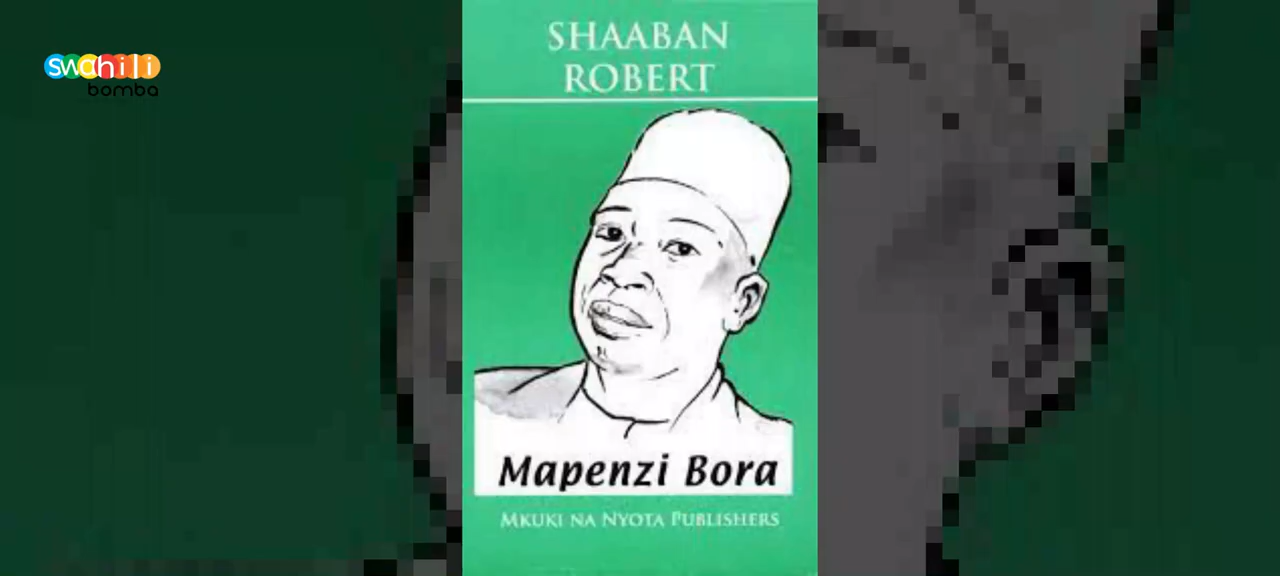 swahili
bomba
SHAABAN
ROBERT
Mapenzi Bora
MKUKI NA NYOTA PUBLISHERS